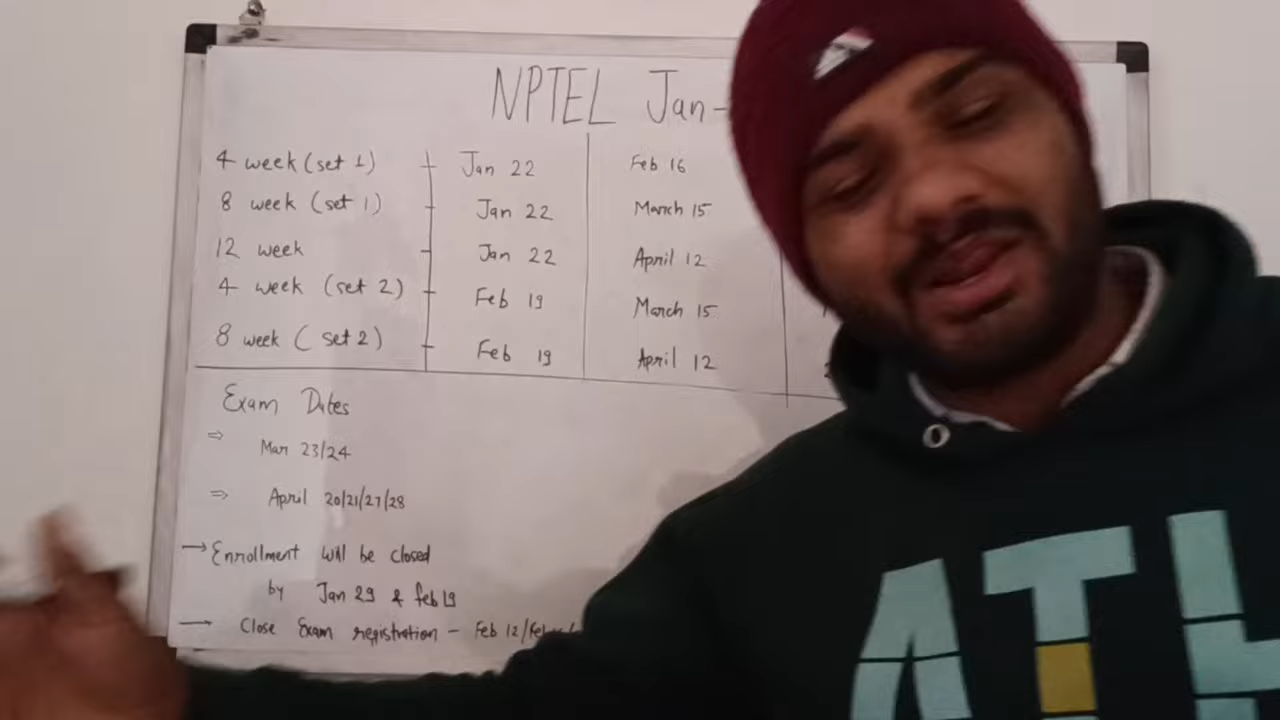 NPTEL Jan-
4 week (set 1) Jan 22 Feb 16
8 week (set 1) Jan 22 March 15
12 week Jan 22 April 12
4 week (set 2) Feb 19 March 15
8 week ( set 2) Feb 19 April 12
Exam Dates
⇒ Mar 23/24
⇒ April 20/21/27/28
→ Enrollment will be closed
by Jan 29 & feb 19
— Close Exam registration - Feb 12/